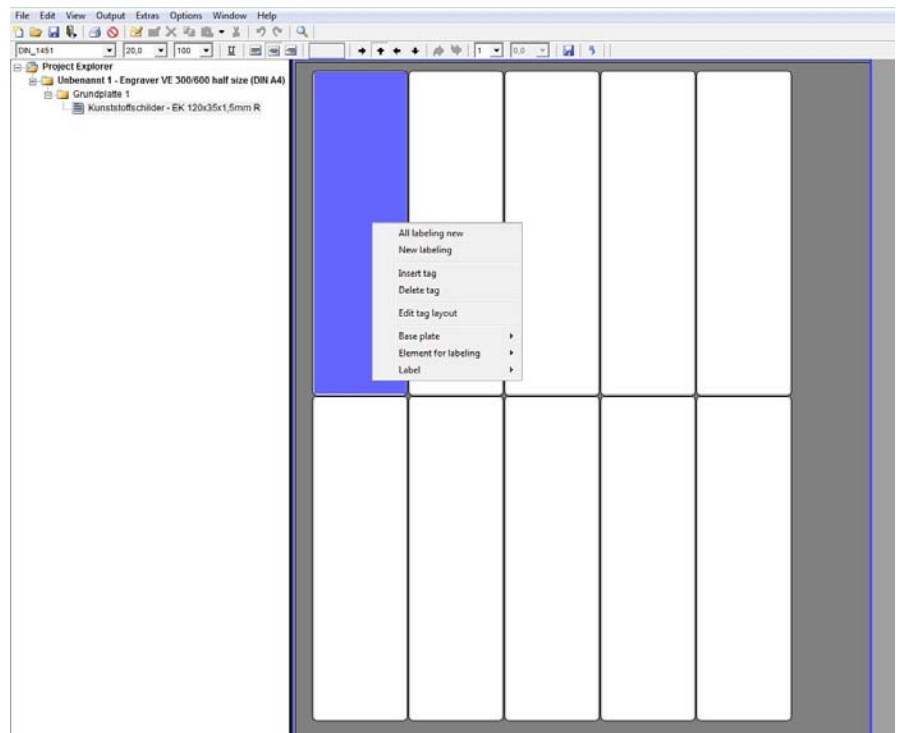 File Edit View Output Extras Options Window Help
DIN_1451 20,0 100 U 1 0,0
Project Explorer
Unbenannt 1 - Engraver VE 300/600 half size (DIN A4)
Grundplatte 1
Kunststoffschilder - EK 120x35x1,5mm R
All labeling new
New labeling
Insert tag
Delete tag
Edit tag layout
Base plate
Element for labeling
Label